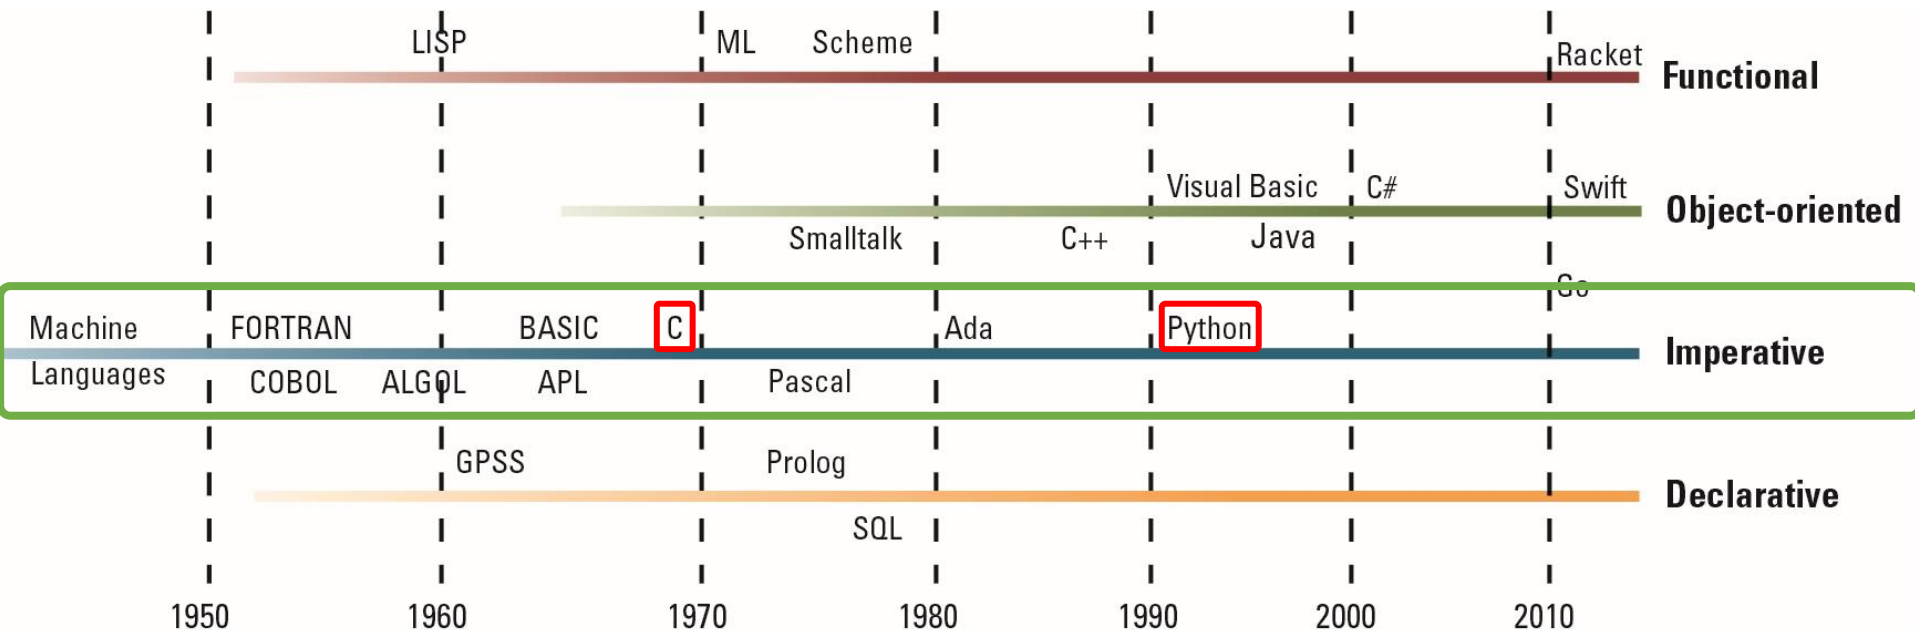 LISP ML Scheme Racket
Functional
Visual Basic C# Swift
Object-oriented
Smalltalk C++ Java
Go
Machine FORTRAN BASIC C Ada Python
Imperative
Languages COBOL ALGOL APL Pascal
GPSS Prolog
Declarative
SQL
1950 1960 1970 1980 1990 2000 2010